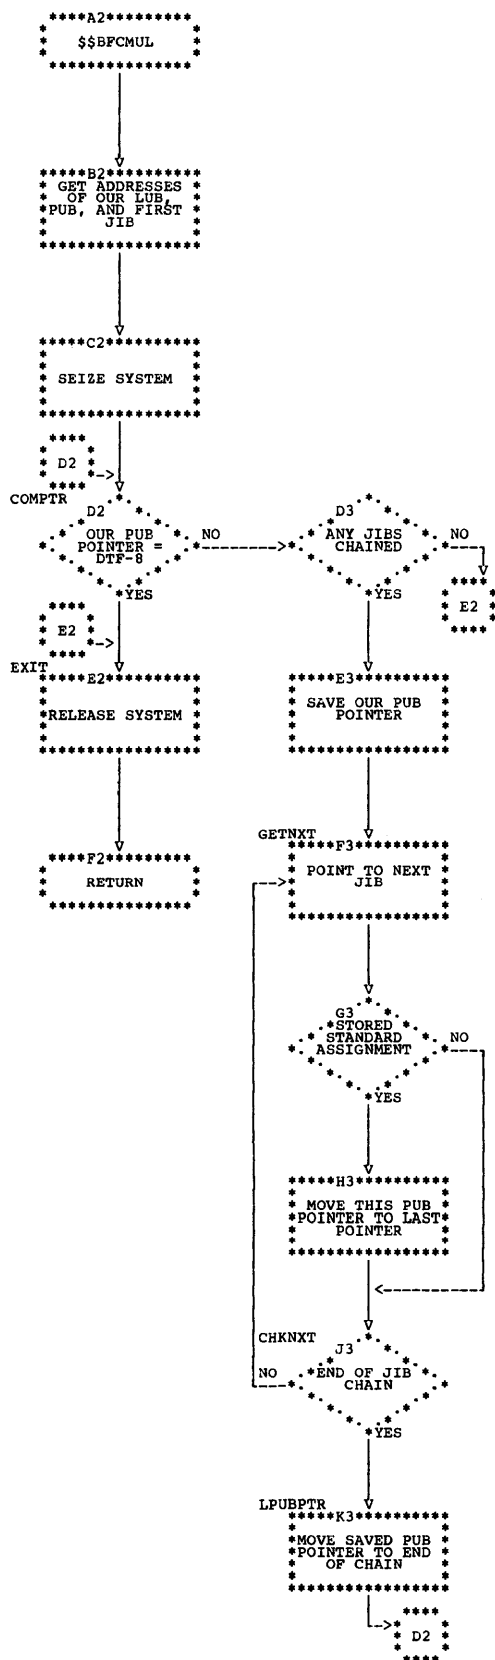 A2
$$BFCMUL
B2
GET ADDRESSES
OF OUR LUB,
PUB, AND FIRST
JIB
C2
SEIZE SYSTEM
D2
COMPTR
D2
OUR PUB
POINTER =
DTF-8
NO
YES
D3
ANY JIBS
CHAINED
NO
YES
E2
E2
EXIT
E2
RELEASE SYSTEM
E3
SAVE OUR PUB
POINTER
F2
RETURN
GETNXT
F3
POINT TO NEXT
JIB
G3
STORED
STANDARD
ASSIGNMENT
NO
YES
H3
MOVE THIS PUB
POINTER TO LAST
POINTER
CHKNXT
J3
NO
END OF JIB
CHAIN
YES
LPUBPTR
K3
MOVE SAVED PUB
POINTER TO END
OF CHAIN
D2